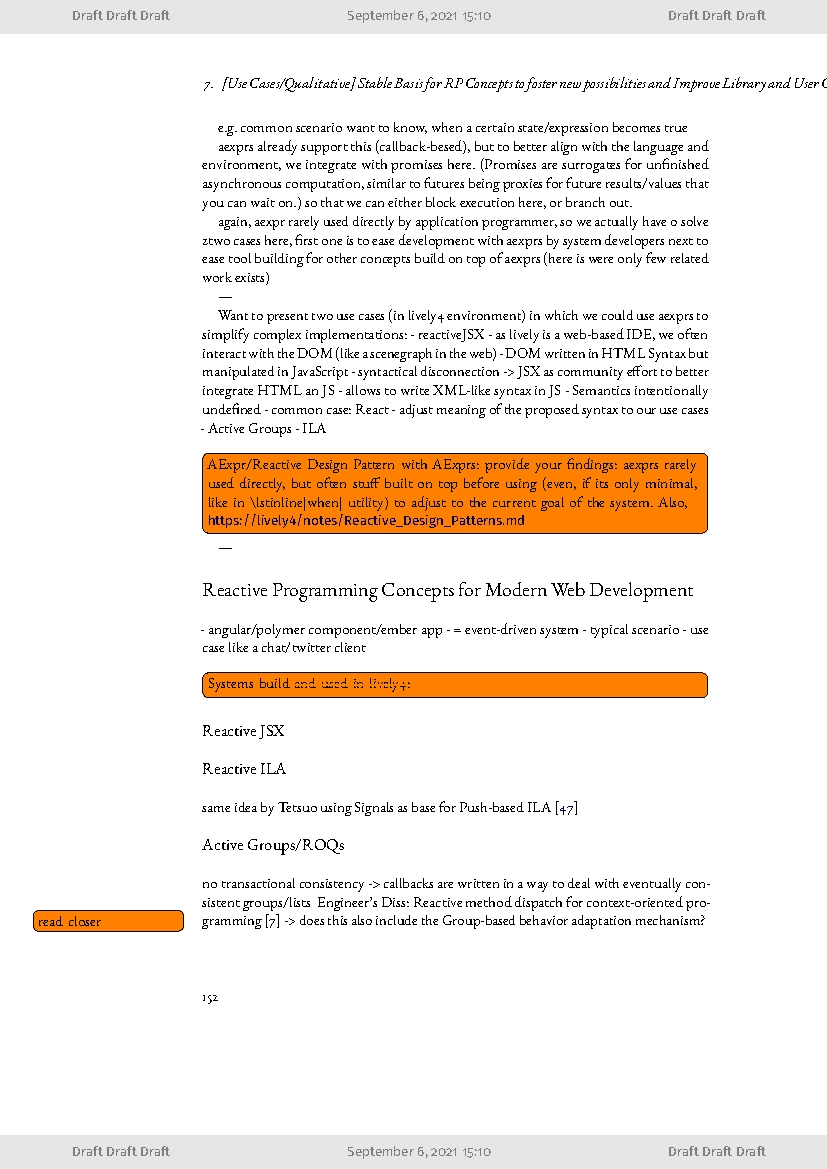 Draft Draft Draft September 6, 2021 15:10 Draft Draft Draft
7. [Use Cases/Qualitative] Stable Basis for RP Concepts to foster new possibilities and Improve Library and User
e.g. common scenario want to know, when a certain state/expression becomes true
aexprs already support this (callback-besed), but to better align with the language and
environment, we integrate with promises here. (Promises are surrogates for unfinished
asynchronous computation, similar to futures being proxies for future results/values that
you can wait on.) so that we can either block execution here, or branch out.
again, aexpr rarely used directly by application programmer, so we actually have o solve
2two cases here, first one is to ease development with aexprs by system developers next to
ease tool building for other concepts build on top of aexprs (here is were only few related
work exists)
—
Want to present two use cases (in lively4 environment) in which we could use aexprs to
simplify complex implementations: - reactiveJSX - as lively is a web-based IDE, we often
interact with the DOM (like a scenegraph in the web) - DOM written in HTML Syntax but
manipulated in JavaScript - syntactical disconnection -> JSX as community effort to better
integrate HTML an JS - allows to write XML-like syntax in JS - Semantics intentionally
undefined - common case: React - adjust meaning of the proposed syntax to our use cases
- Active Groups - ILA
AExpr/Reactive Design Pattern with AExprs: provide your findings: aexprs rarely
used directly, but often stuff built on top before using (even, if its only minimal,
like in \lstinline|when| utility) to adjust to the current goal of the system. Also,
https://lively4/notes/Reactive_Design_Patterns.md
—
Reactive Programming Concepts for Modern Web Development
- angular/polymer component/ember app - = event-driven system - typical scenario - use
case like a chat/twitter client
Systems build and used in lively4:
Reactive JSX
Reactive ILA
same idea by Tetsuo using Signals as base for Push-based ILA [47]
Active Groups/ROQs
no transactional consistency -> callbacks are written in a way to deal with eventually con-
sistent groups/lists Engineer's Diss: Reactive method dispatch for context-oriented pro-
read closer
gramming [7] -> does this also include the Group-based behavior adaptation mechanism?
152
Draft Draft Draft September 6, 2021 15:10 Draft Draft Draft